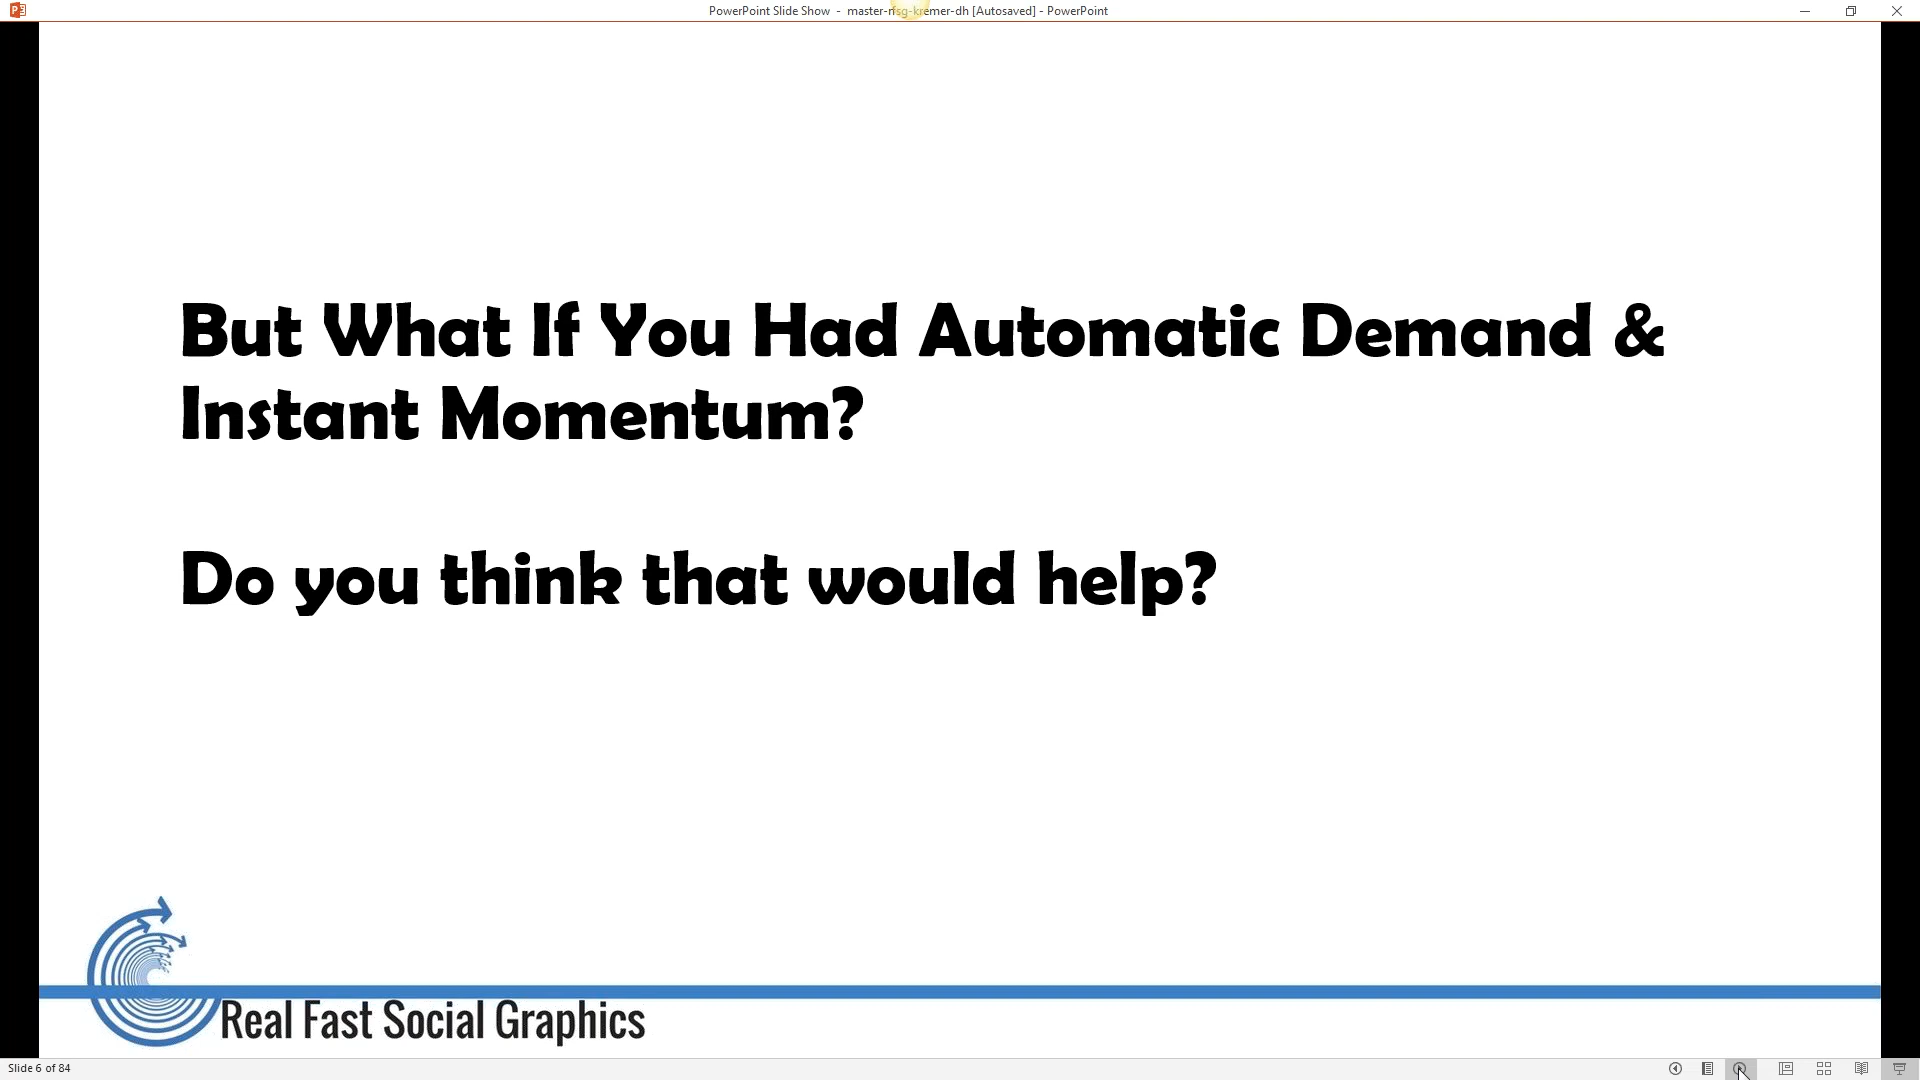 PowerPoint Slide Show - master-rfsg-kremer-dh [Autosaved] - PowerPoint
But What If You Had Automatic Demand &
Instant Momentum?
Do you think that would help?
Real Fast Social Graphics
Slide 6 of 84